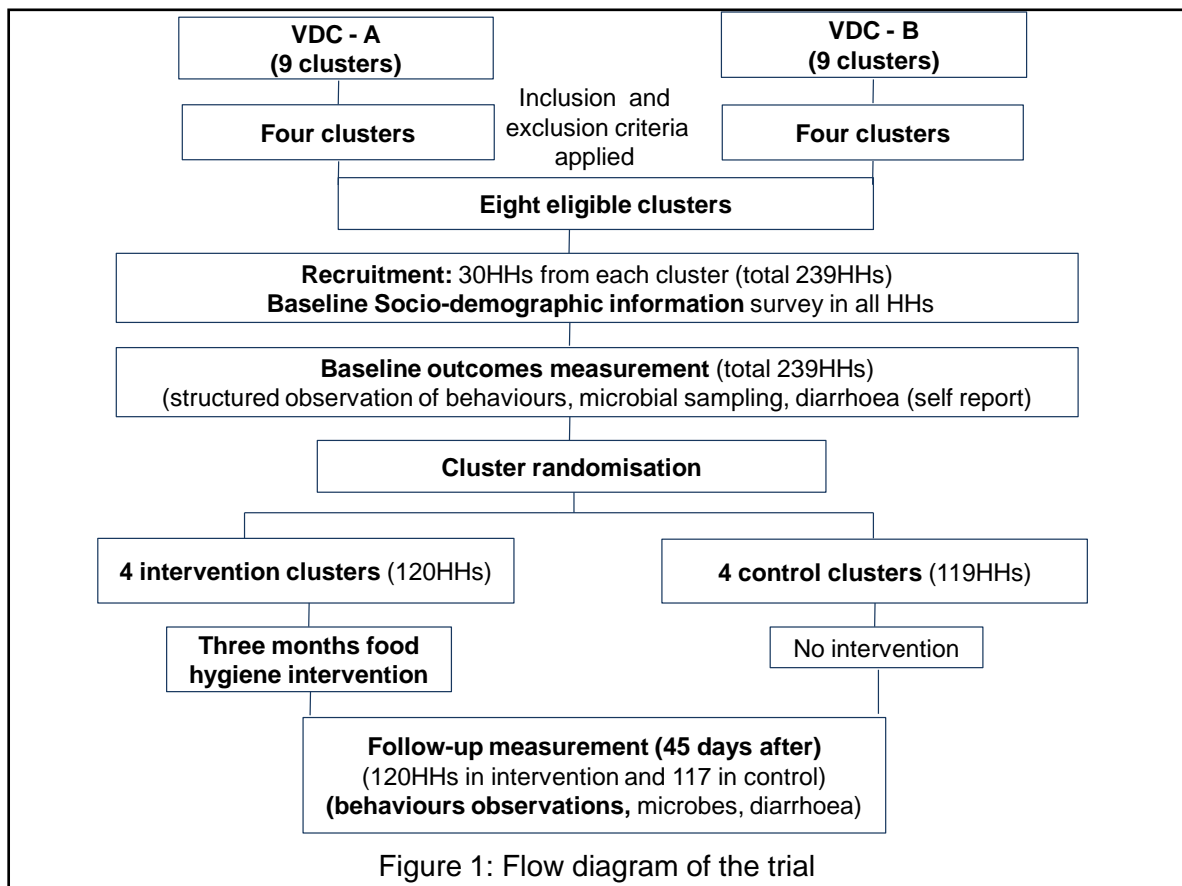 VDC - A
(9 clusters)
VDC - B
(9 clusters)
Four clusters
Inclusion and
exclusion criteria
applied
Four clusters
Eight eligible clusters
Recruitment: 30HHs from each cluster (total 239HHs)
Baseline Socio-demographic information survey in all HHs
Baseline outcomes measurement (total 239HHs)
(structured observation of behaviours, microbial sampling, diarrhoea (self report)
Cluster randomisation
4 intervention clusters (120HHs)
4 control clusters (119HHs)
Three months food
hygiene intervention
No intervention
Follow-up measurement (45 days after)
(120HHs in intervention and 117 in control)
(behaviours observations, microbes, diarrhoea)
Figure 1: Flow diagram of the trial